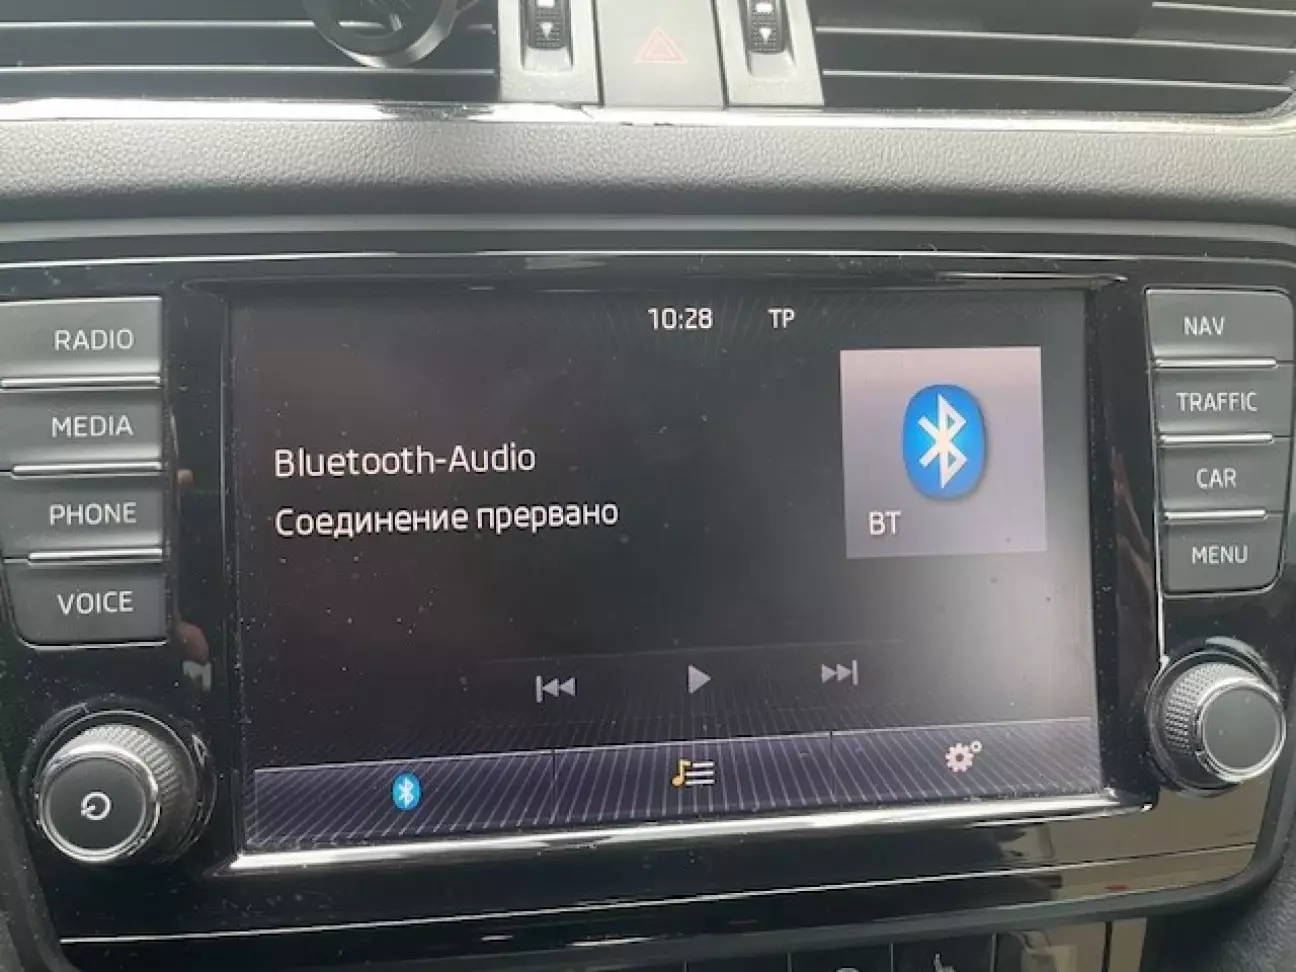 10:28 TP
RADIO
MEDIA
PHONE
VOICE
Bluetooth-Audio
Соединение прервано
BT
NAV
TRAFFIC
CAR
MENU